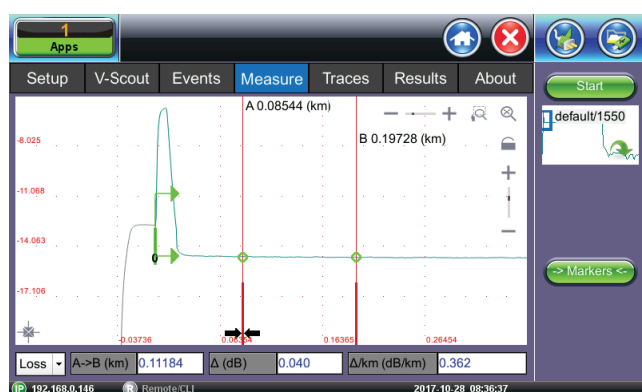 1
Apps
Setup V-Scout Events Measure Traces Results About
Start
A 0.08544 (km)
default/1550
B 0.19728 (km)
-8.025
-11.068
-14.063
0
-17.106
-> Markers <-
-0.03736 0.06364 0.16365 0.26454
Loss A->B (km) 0.11184 Δ (dB) 0.040 Δ/km (dB/km) 0.362
IP 192.168.0.146 R Remote/CLI 2017-10-28 08:36:37